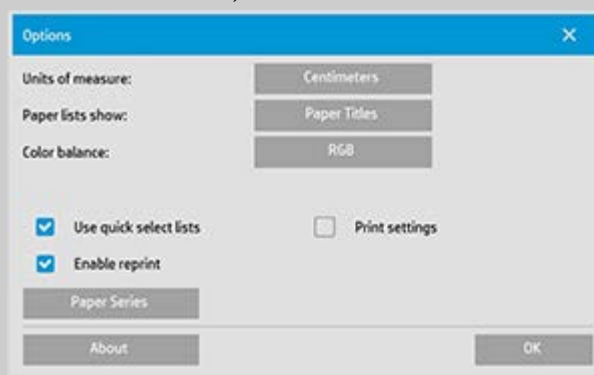 Options
Units of measure: Centimeters
Paper lists show: Paper Titles
Color balance: RGB
Use quick select lists Print settings
Enable reprint
Paper Series
About OK